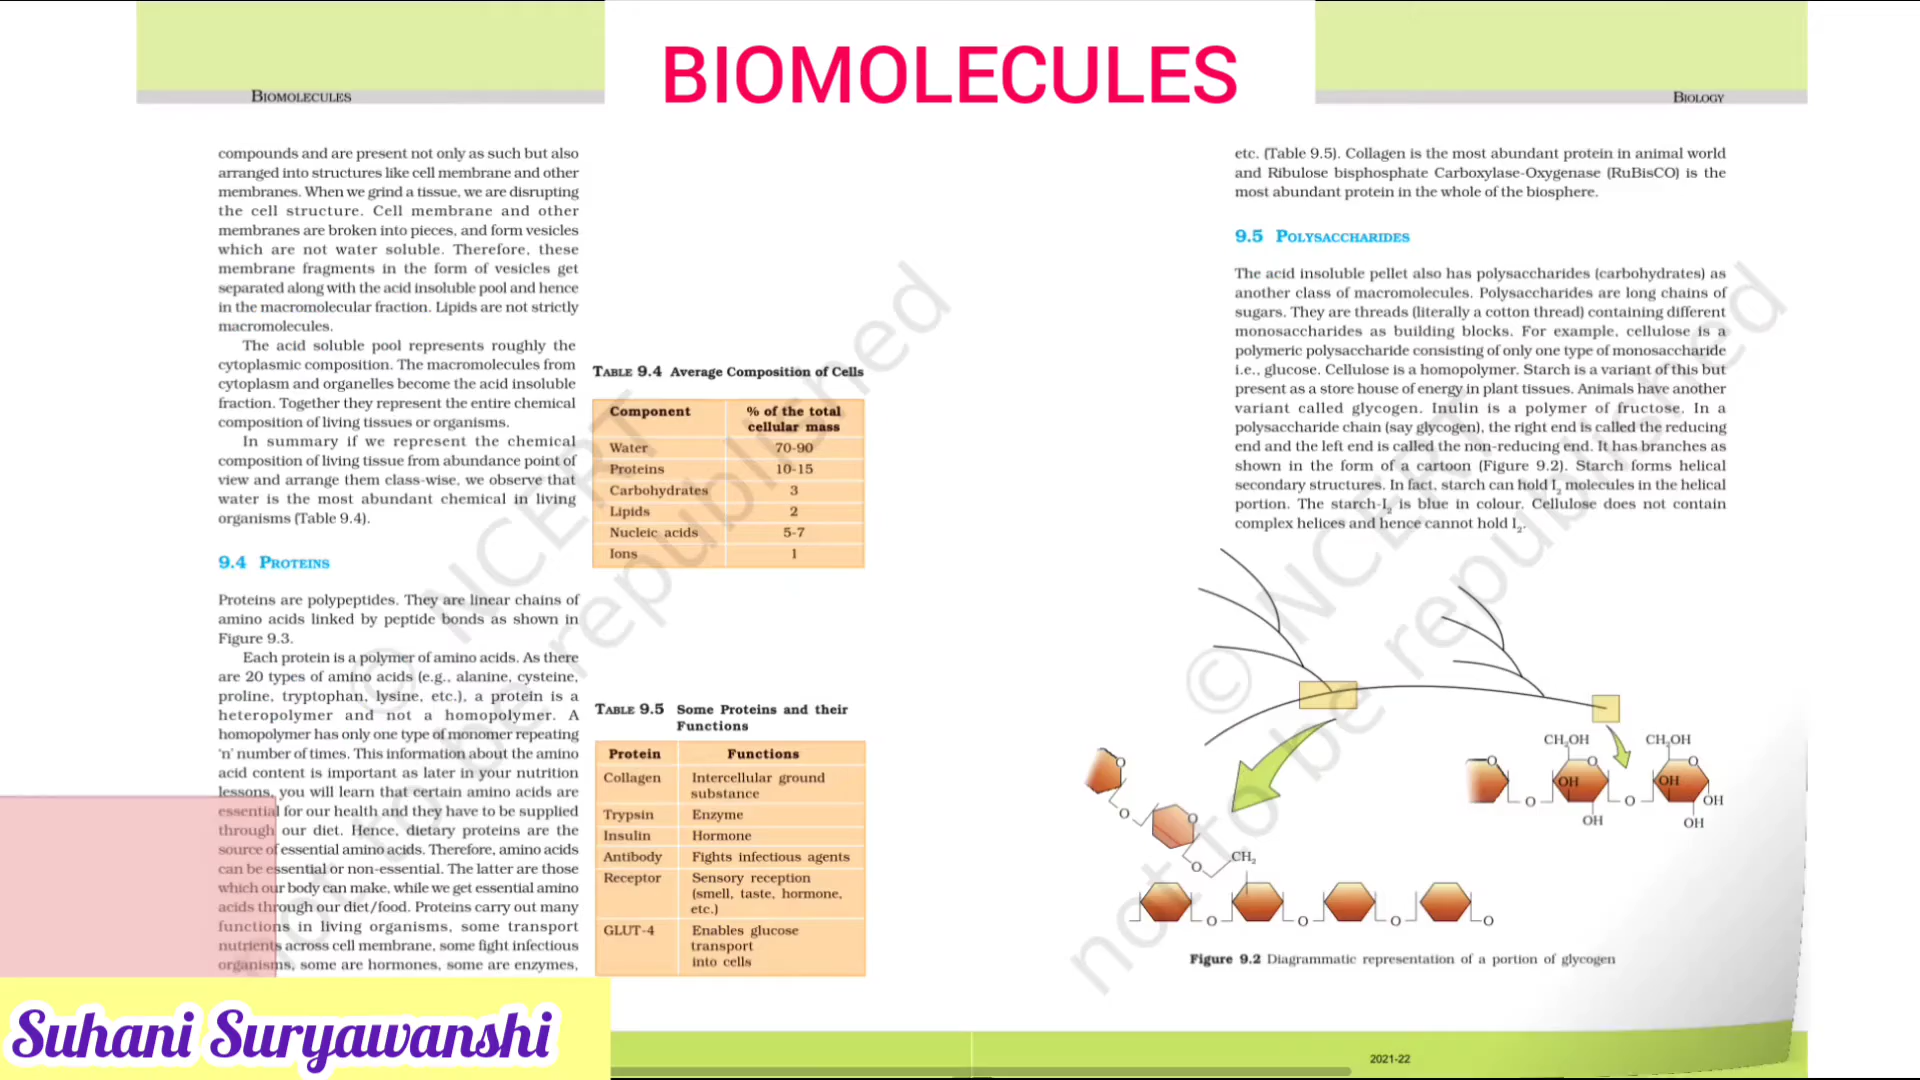 BIOMOLECULES
BIOMOLECULES
BIOLOGY
compounds and are present not only as such but also
arranged into structures like cell membrane and other
membranes. When we grind a tissue, we are disrupting
the cell structure. Cell membrane and other
membranes are broken into pieces, and form vesicles
which are not water soluble. Therefore, these
membrane fragments in the form of vesicles get
separated along with the acid insoluble pool and hence
in the macromolecular fraction. Lipids are not strictly
macromolecules.
The acid soluble pool represents roughly the
cytoplasmic composition. The macromolecules from
cytoplasm and organelles become the acid insoluble
fraction. Together they represent the entire chemical
composition of living tissues or organisms.
In summary if we represent the chemical
composition of living tissue from abundance point of
view and arrange them class-wise, we observe that
water is the most abundant chemical in living
organisms (Table 9.4).
9.4 PROTEINS
Proteins are polypeptides. They are linear chains of
amino acids linked by peptide bonds as shown in
Figure 9.3.
Each protein is a polymer of amino acids. As there
are 20 types of amino acids (e.g., alanine, cysteine,
proline, tryptophan, lysine, etc.), a protein is a
heteropolymer and not a homopolymer. A
homopolymer has only one type of monomer repeating
'n' number of times. This information about the amino
acid content is important as later in your nutrition
lessons, you will learn that certain amino acids are
essential for our health and they have to be supplied
through our diet. Hence, dietary proteins are the
source of essential amino acids. Therefore, amino acids
can be essential or non-essential. The latter are those
which our body can make, while we get essential amino
acids through our diet/food. Proteins carry out many
functions in living organisms, some transport
nutrients across cell membrane, some fight infectious
organisms, some are hormones, some are enzymes,
TABLE 9.4 Average Composition of Cells
Component % of the total cellular mass
Water 70-90
Proteins 10-15
Carbohydrates 3
Lipids 2
Nucleic acids 5-7
Ions 1
TABLE 9.5 Some Proteins and their
Functions
Protein Functions
Collagen Intercellular ground
substance
Trypsin Enzyme
Insulin Hormone
Antibody Fights infectious agents
Receptor Sensory reception
(smell, taste, hormone,
etc.)
GLUT-4 Enables glucose
transport
into cells
etc. (Table 9.5). Collagen is the most abundant protein in animal world
and Ribulose bisphosphate Carboxylase-Oxygenase (RuBisCO) is the
most abundant protein in the whole of the biosphere.
9.5 POLYSACCHARIDES
The acid insoluble pellet also has polysaccharides (carbohydrates) as
another class of macromolecules. Polysaccharides are long chains of
sugars. They are threads (literally a cotton thread) containing different
monosaccharides as building blocks. For example, cellulose is a
polymeric polysaccharide consisting of only one type of monosaccharide
i.e., glucose. Cellulose is a homopolymer. Starch is a variant of this but
present as a store house of energy in plant tissues. Animals have another
variant called glycogen. Inulin is a polymer of fructose. In a
polysaccharide chain (say glycogen), the right end is called the reducing
end and the left end is called the non-reducing end. It has branches as
shown in the form of a cartoon (Figure 9.2). Starch forms helical
secondary structures. In fact, starch can hold I₂ molecules in the helical
portion. The starch-I₂ is blue in colour. Cellulose does not contain
complex helices and hence cannot hold I₂.
CH₂OH CH₂OH
O O O
OH OH
O O OH
OH OH
O
O
O
O
CH₂
O O O O
Figure 9.2 Diagrammatic representation of a portion of glycogen
© NCERT
not to be republished
© NCERT
not to be republished
Suhani Suryawanshi
2021-22